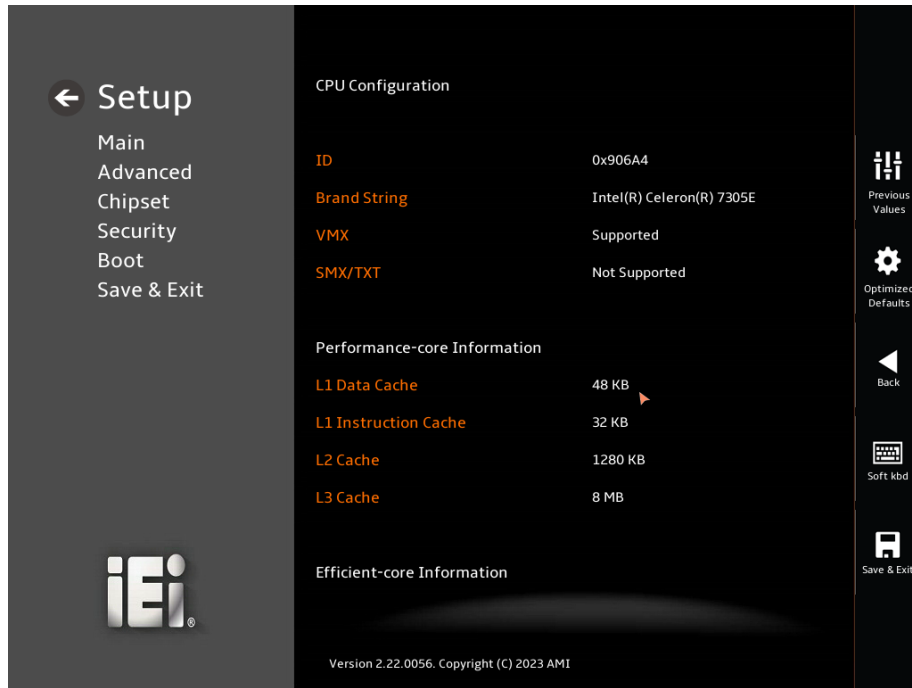 Setup
Main
Advanced
Chipset
Security
Boot
Save & Exit
CPU Configuration
ID 0x906A4
Brand String Intel(R) Celeron(R) 7305E
VMX Supported
SMX/TXT Not Supported
Performance-core Information
L1 Data Cache 48 KB
L1 Instruction Cache 32 KB
L2 Cache 1280 KB
L3 Cache 8 MB
Efficient-core Information
Version 2.22.0056. Copyright (C) 2023 AMI
iEi®
Previous
Values
Optimized
Defaults
Back
Soft kbd
Save & Exit